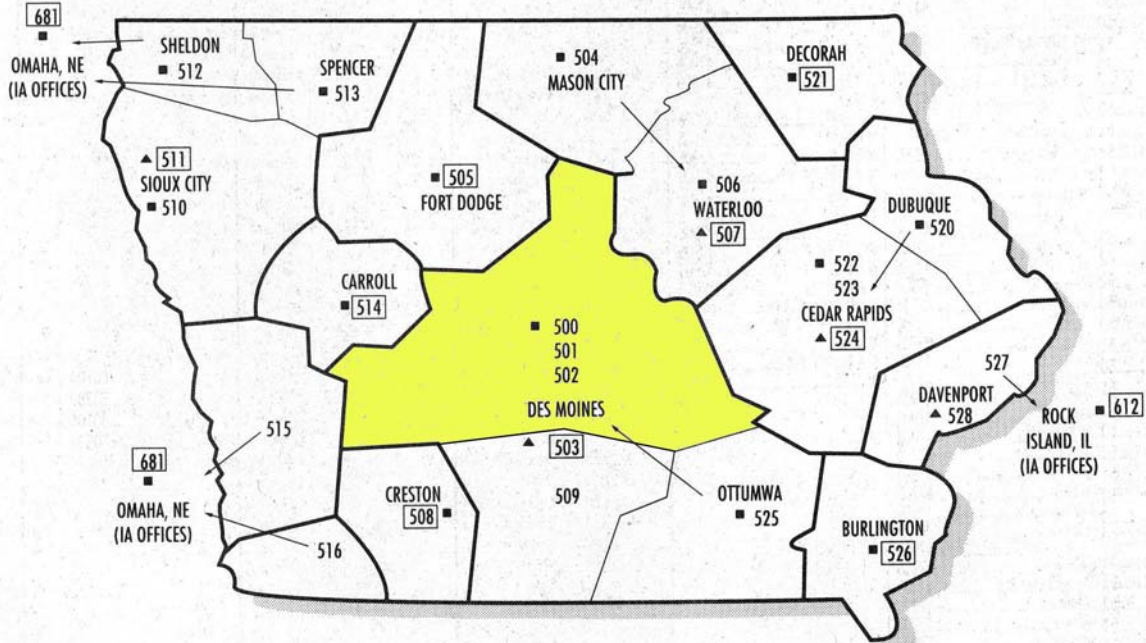 681
OMAHA, NE
(IA OFFICES)
SHELDON
512
SPENCER
513
504
MASON CITY
DECORAH
521
511
SIOUX CITY
510
505
FORT DODGE
506
WATERLOO
507
DUBUQUE
520
CARROLL
514
522
523
CEDAR RAPIDS
524
500
501
502
DES MOINES
503
509
527
DAVENPORT
528
612
ROCK
ISLAND, IL
(IA OFFICES)
515
681
OMAHA, NE
(IA OFFICES)
516
CRESTON
508
OTTUMWA
525
BURLINGTON
526